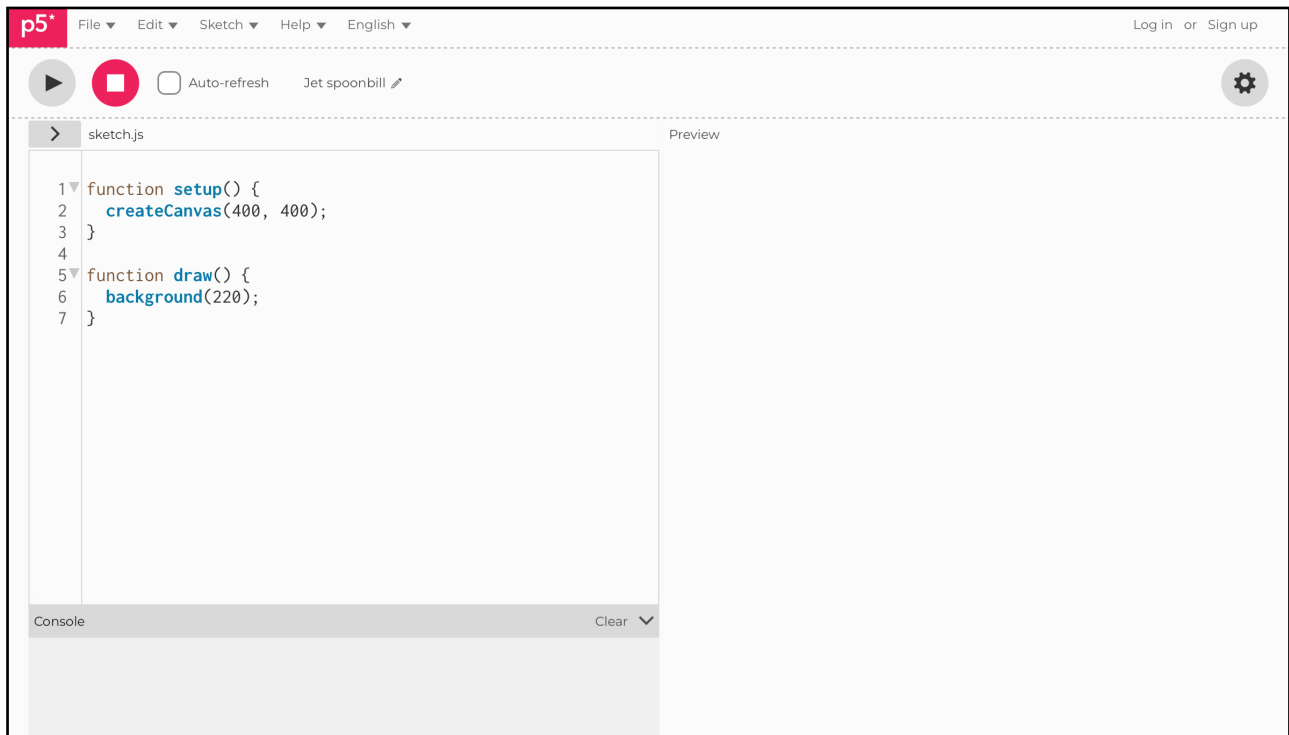 p5* File Edit Sketch Help English Log in or Sign up
Auto-refresh Jet spoonbill
sketch.js Preview
1 function setup() {
2   createCanvas(400, 400);
3 }
4
5 function draw() {
6   background(220);
7 }
Console Clear